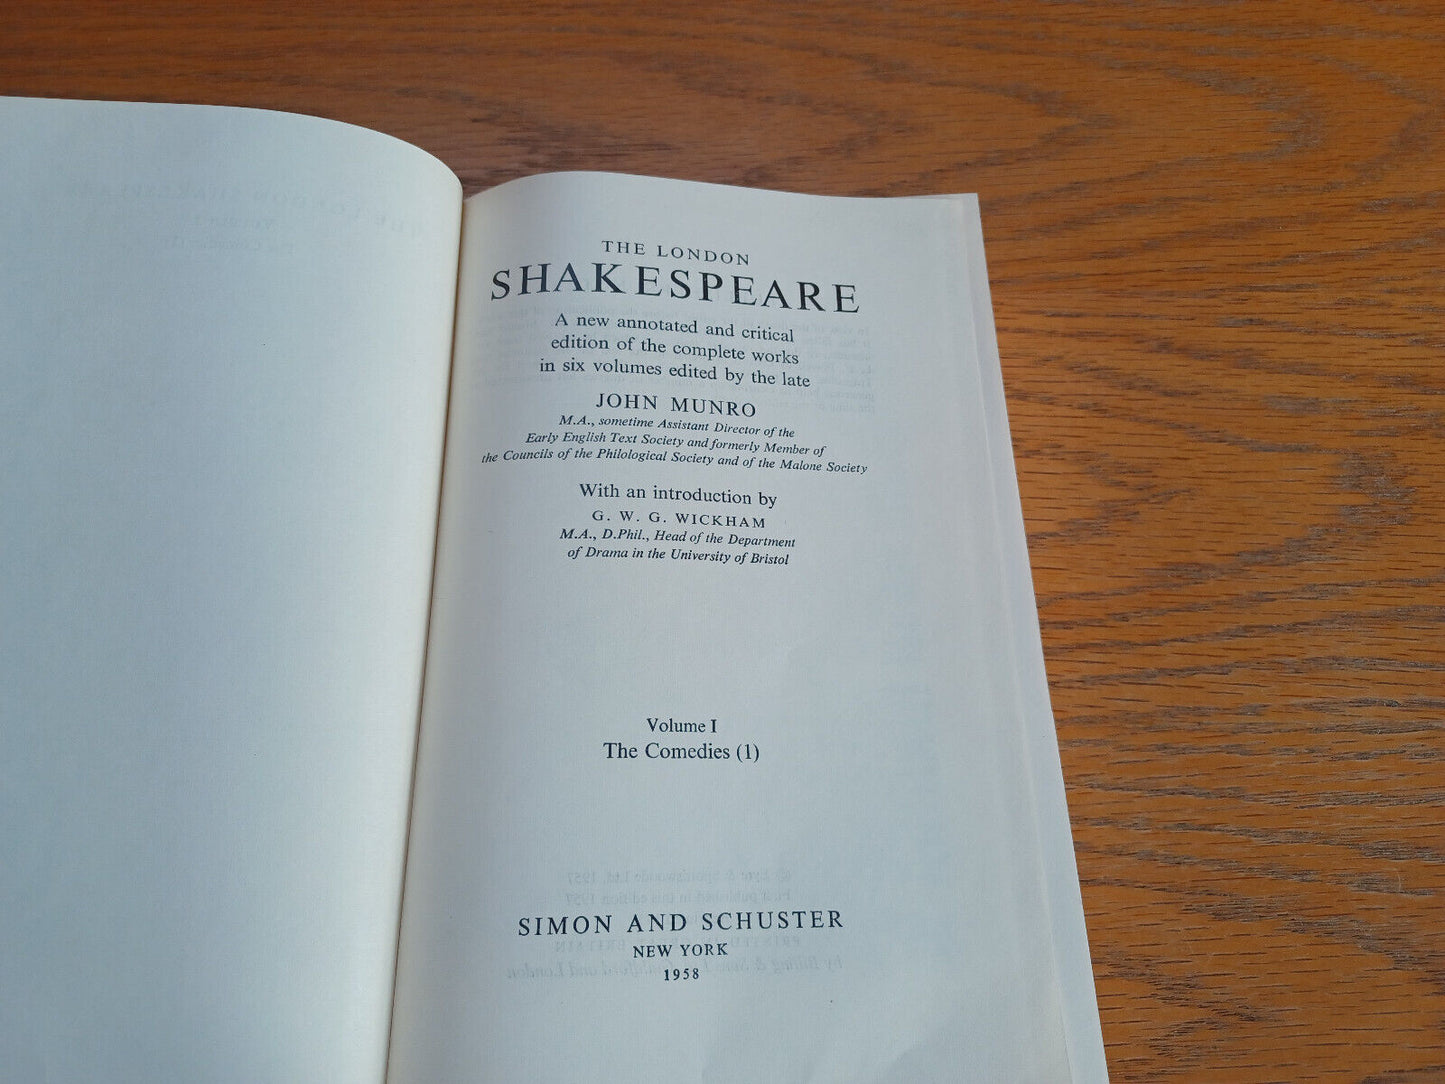 THE LONDON
SHAKESPEARE
A new annotated and critical
edition of the complete works
in six volumes edited by the late
JOHN MUNRO
M.A., sometime Assistant Director of the
Early English Text Society and formerly Member of
the Councils of the Philological Society and of the Malone Society
With an introduction by
G. W. G. WICKHAM
M.A., D.Phil., Head of the Department
of Drama in the University of Bristol
Volume I
The Comedies (1)
SIMON AND SCHUSTER
NEW YORK
1958